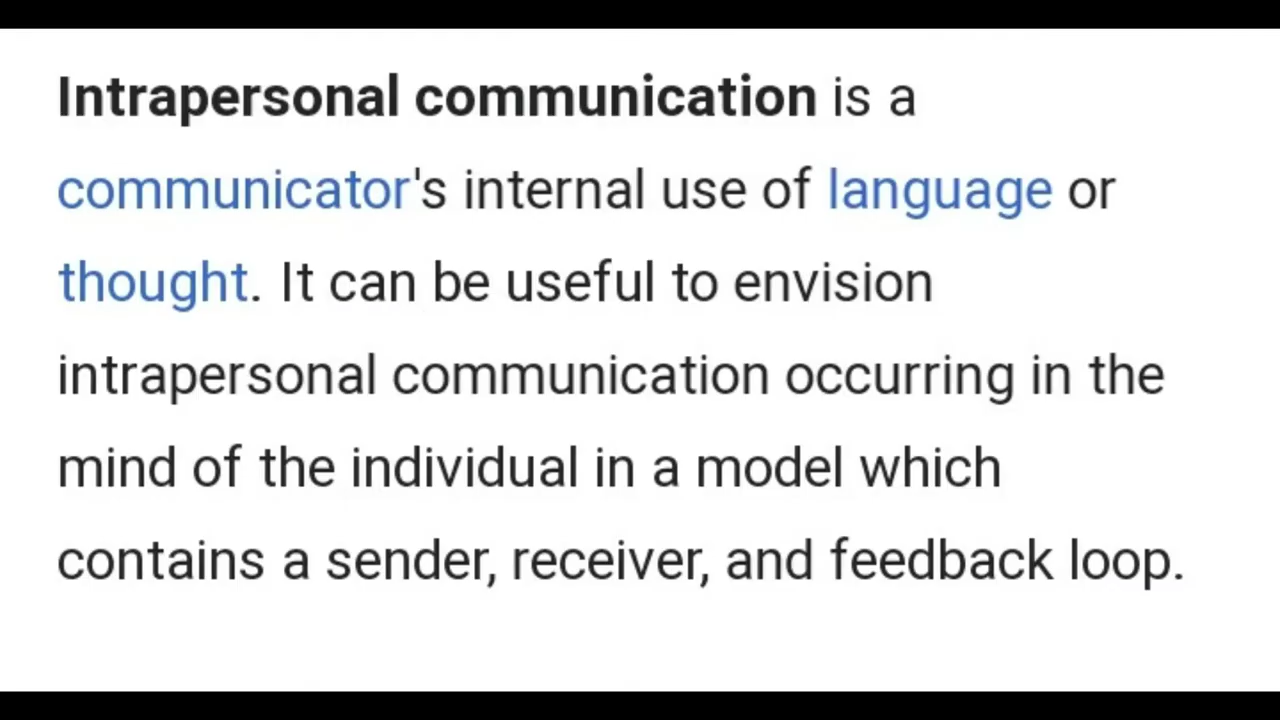 Intrapersonal communication is a
communicator's internal use of language or
thought. It can be useful to envision
intrapersonal communication occurring in the
mind of the individual in a model which
contains a sender, receiver, and feedback loop.